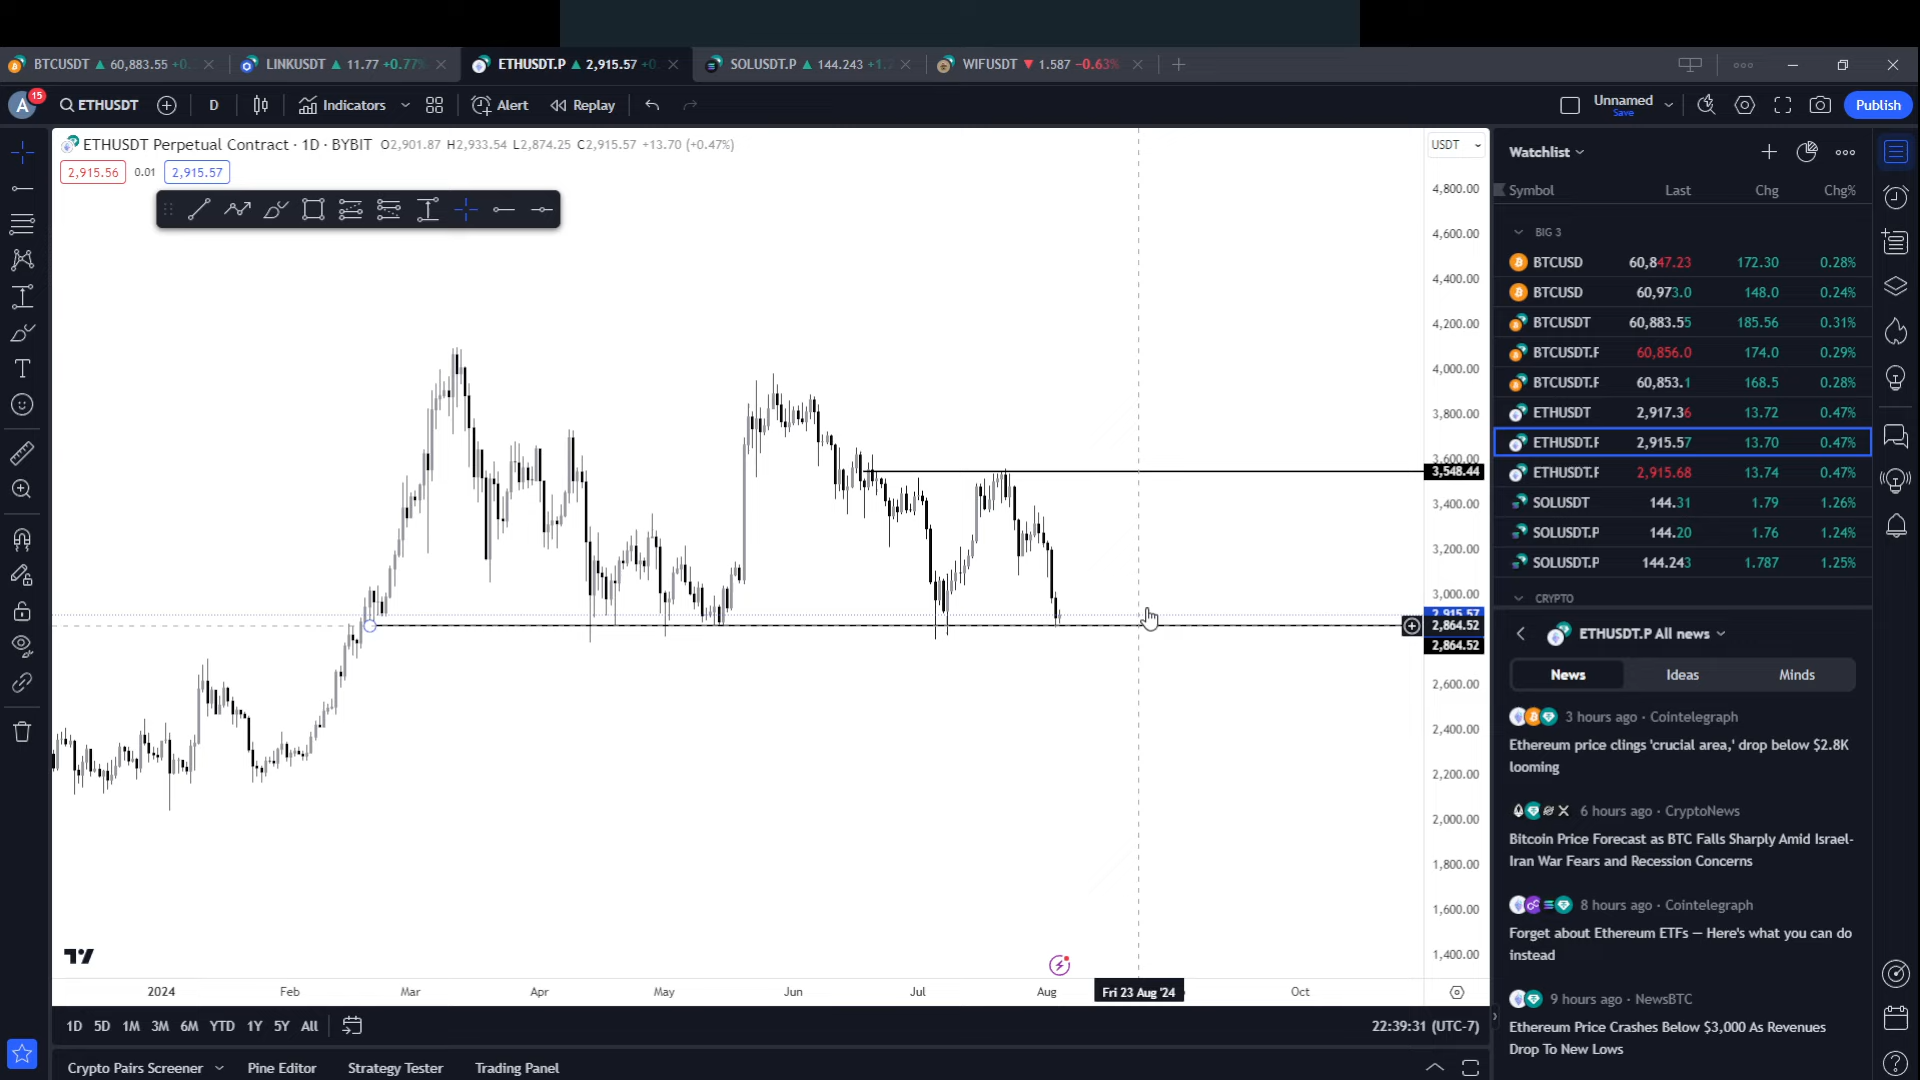 BTCUSDT ▲ 60,883.55 +0.
LINKUSDT ▲ 11.77 +0.77%
ETHUSDT.P ▲ 2,915.57 +0
SOLUSDT.P ▲ 144.243 +1.
WIFUSDT ▼ 1.587 −0.63%
A 15 ETHUSDT D Indicators Alert Replay
Unnamed
Save
Publish
ETHUSDT Perpetual Contract · 1D · BYBIT O2,901.87 H2,933.54 L2,874.25 C2,915.57 +13.70 (+0.47%)
2,915.56 0.01 2,915.57
USDT
4,800.00
4,600.00
4,400.00
4,200.00
4,000.00
3,800.00
3,600.00
3,548.44
3,400.00
3,200.00
3,000.00
2,915.57
2,864.52
2,864.52
2,600.00
2,400.00
2,200.00
2,000.00
1,800.00
1,600.00
1,400.00
2024 Feb Mar Apr May Jun Jul Aug Fri 23 Aug '24 Oct
1D 5D 1M 3M 6M YTD 1Y 5Y All
22:39:31 (UTC-7)
Crypto Pairs Screener Pine Editor Strategy Tester Trading Panel
Watchlist
Symbol Last Chg Chg%
BIG 3
BTCUSD 60,847.23 172.30 0.28%
BTCUSD 60,973.0 148.0 0.24%
BTCUSDT 60,883.55 185.56 0.31%
BTCUSDT.P 60,856.0 174.0 0.29%
BTCUSDT.P 60,853.1 168.5 0.28%
ETHUSDT 2,917.36 13.72 0.47%
ETHUSDT.P 2,915.57 13.70 0.47%
ETHUSDT.P 2,915.68 13.74 0.47%
SOLUSDT 144.31 1.79 1.26%
SOLUSDT.P 144.20 1.76 1.24%
SOLUSDT.P 144.243 1.787 1.25%
CRYPTO
ETHUSDT.P All news
News Ideas Minds
3 hours ago · Cointelegraph
Ethereum price clings 'crucial area,' drop below $2.8K
looming
6 hours ago · CryptoNews
Bitcoin Price Forecast as BTC Falls Sharply Amid Israel-
Iran War Fears and Recession Concerns
8 hours ago · Cointelegraph
Forget about Ethereum ETFs — Here's what you can do
instead
9 hours ago · NewsBTC
Ethereum Price Crashes Below $3,000 As Revenues
Drop To New Lows